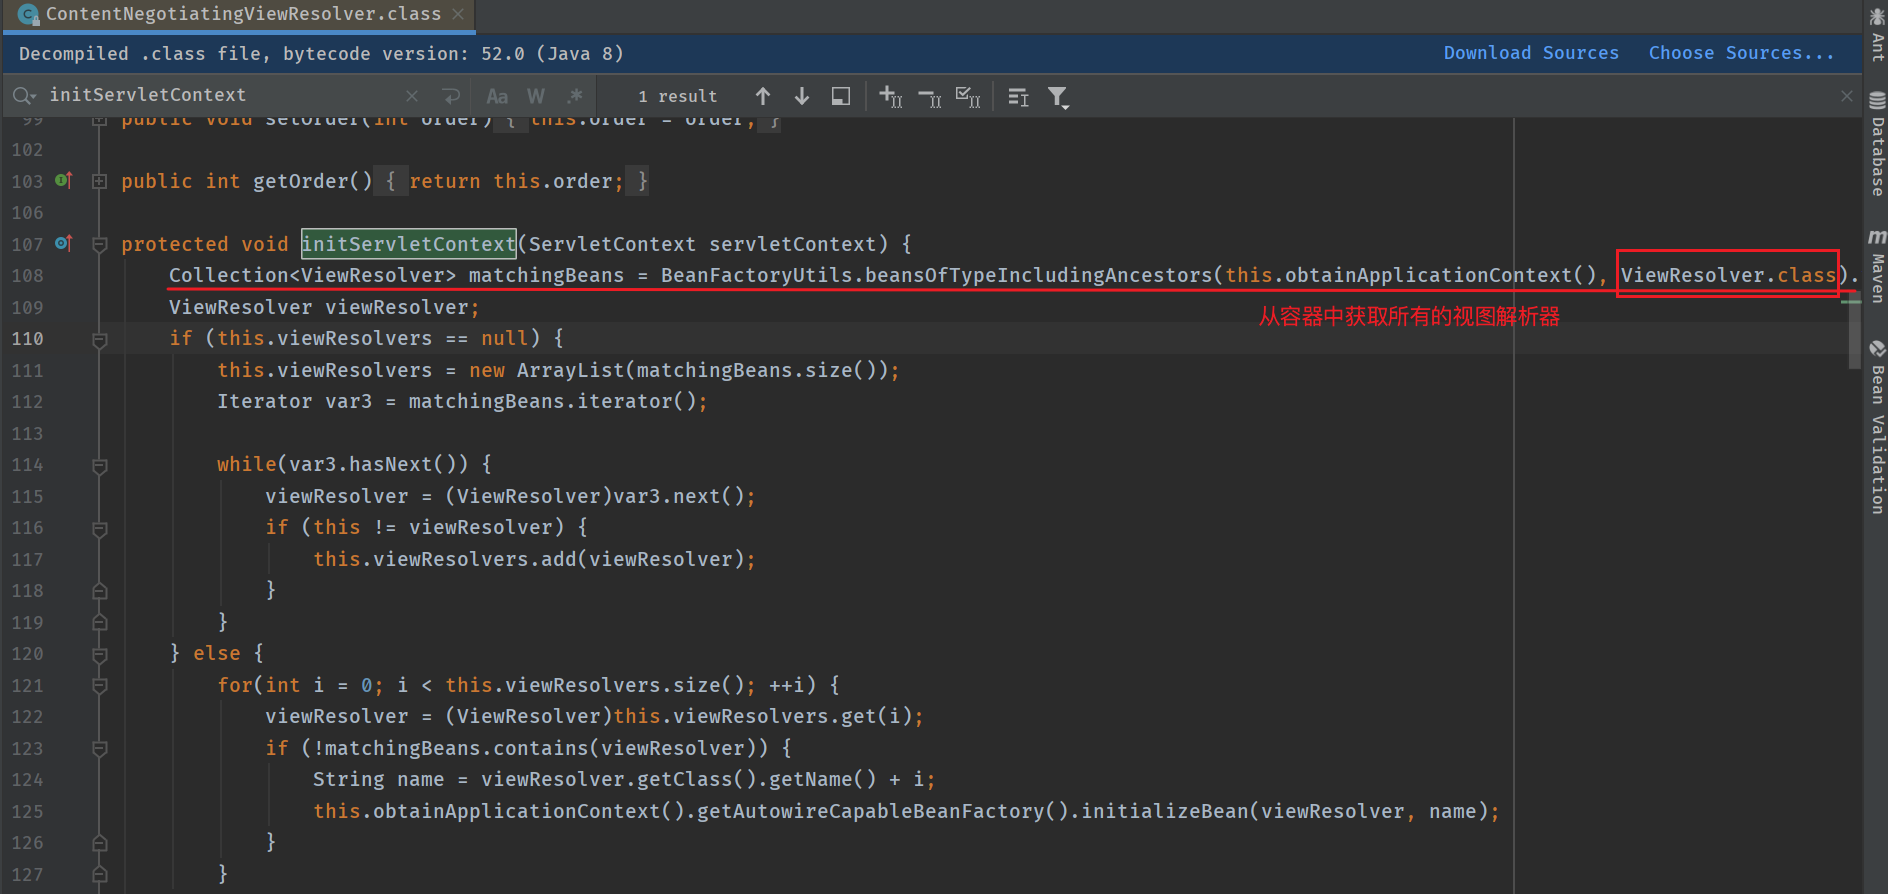 ContentNegotiatingViewResolver.class
Decompiled .class file, bytecode version: 52.0 (Java 8)
Download Sources
Choose Sources...
initServletContext
Aa
W
.*
1 result
99 public void setOrder(int order) { this.order = order; }
102
103 public int getOrder() { return this.order; }
106
107 protected void initServletContext(ServletContext servletContext) {
108 Collection<ViewResolver> matchingBeans = BeanFactoryUtils.beansOfTypeIncludingAncestors(this.obtainApplicationContext(), ViewResolver.class).
109 ViewResolver viewResolver;
从容器中获取所有的视图解析器
110 if (this.viewResolvers == null) {
111 this.viewResolvers = new ArrayList(matchingBeans.size());
112 Iterator var3 = matchingBeans.iterator();
113
114 while(var3.hasNext()) {
115 viewResolver = (ViewResolver)var3.next();
116 if (this != viewResolver) {
117 this.viewResolvers.add(viewResolver);
118 }
119 }
120 } else {
121 for(int i = 0; i < this.viewResolvers.size(); ++i) {
122 viewResolver = (ViewResolver)this.viewResolvers.get(i);
123 if (!matchingBeans.contains(viewResolver)) {
124 String name = viewResolver.getClass().getName() + i;
125 this.obtainApplicationContext().getAutowireCapableBeanFactory().initializeBean(viewResolver, name);
126 }
127 }
Ant
Database
m Maven
Bean Validation